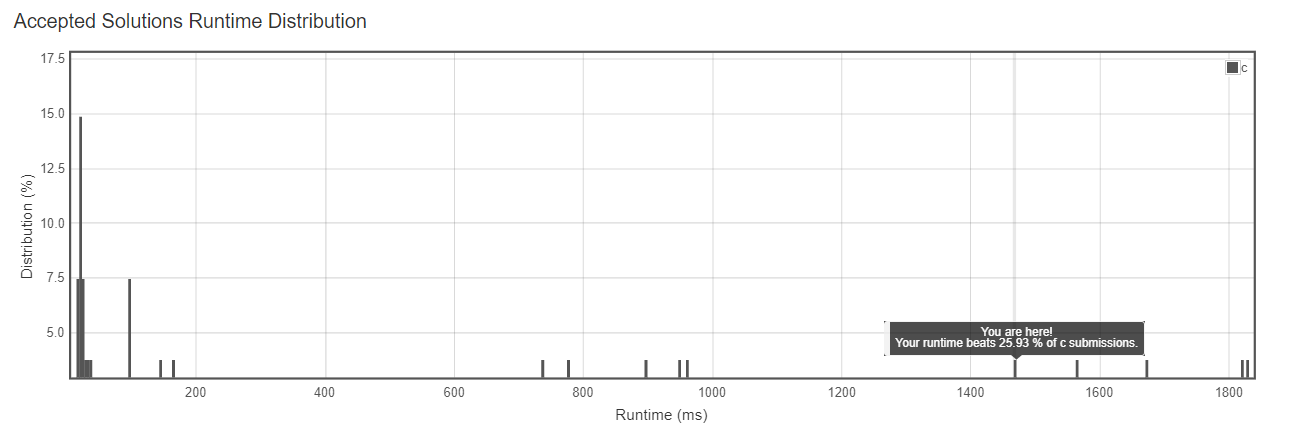 Accepted Solutions Runtime Distribution
17.5
c
15.0
12.5
10.0
7.5
5.0
Distribution (%)
You are here!
Your runtime beats 25.93 % of c submissions.
200
400
600
800
1000
1200
1400
1600
1800
Runtime (ms)